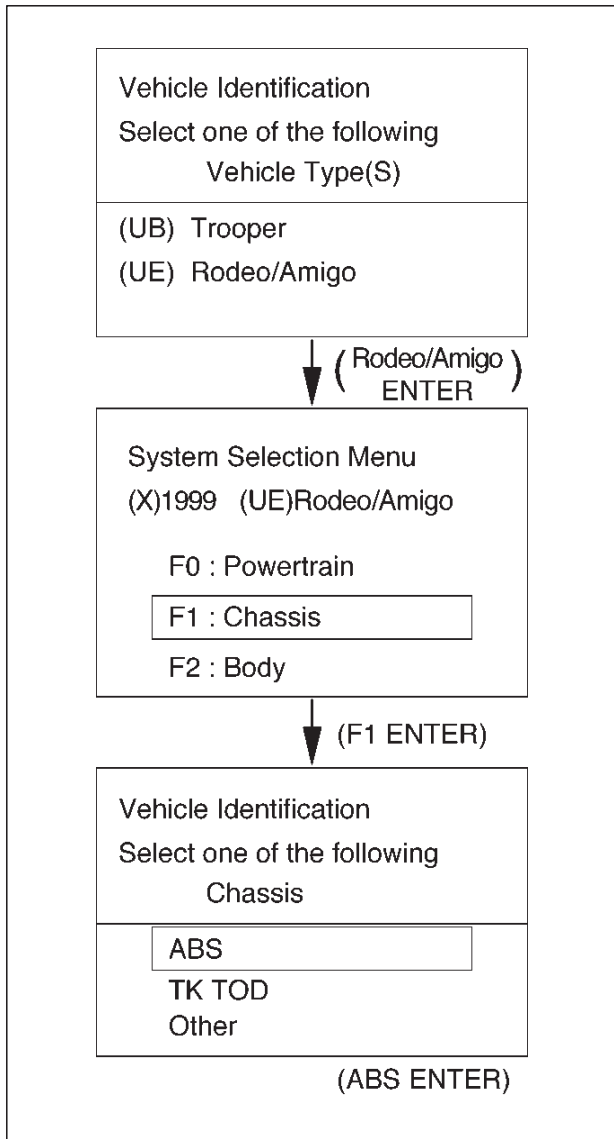 Vehicle Identification
Select one of the following
Vehicle Type(S)
(UB) Trooper
(UE) Rodeo/Amigo
(Rodeo/Amigo
ENTER)
System Selection Menu
(X)1999 (UE)Rodeo/Amigo
F0 : Powertrain
F1 : Chassis
F2 : Body
(F1 ENTER)
Vehicle Identification
Select one of the following
Chassis
ABS
TK TOD
Other
(ABS ENTER)